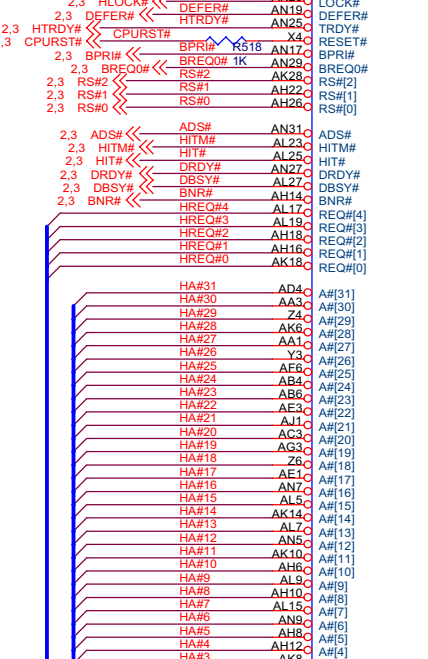 HLOCK# LOCK#
2,3 DEFER# DEFER# AN19 DEFER#
2,3 HTRDY# HTRDY# AN25 TRDY#
,3 CPURST# CPURST# X4 RESET#
2,3 BPRI# BPRI# R518 AN17 BPRI#
2,3 BREQ0# BREQ0# 1K AN29 BREQ0#
2,3 RS#2 RS#2 AK28 RS#[2]
2,3 RS#1 RS#1 AH22 RS#[1]
2,3 RS#0 RS#0 AH26 RS#[0]
2,3 ADS# ADS# AN31 ADS#
2,3 HITM# HITM# AL23 HITM#
2,3 HIT# HIT# AL25 HIT#
2,3 DRDY# DRDY# AN27 DRDY#
2,3 DBSY# DBSY# AL27 DBSY#
2,3 BNR# BNR# AH14 BNR#
HREQ#4 AL17 REQ#[4]
HREQ#3 AL19 REQ#[3]
HREQ#2 AH18 REQ#[2]
HREQ#1 AH16 REQ#[1]
HREQ#0 AK18 REQ#[0]
HA#31 AD4 A#[31]
HA#30 AA3 A#[30]
HA#29 Z4 A#[29]
HA#28 AK6 A#[28]
HA#27 AA1 A#[27]
HA#26 Y3 A#[26]
HA#25 AF6 A#[25]
HA#24 AB4 A#[24]
HA#23 AB6 A#[23]
HA#22 AE3 A#[22]
HA#21 AJ1 A#[21]
HA#20 AC3 A#[20]
HA#19 AG3 A#[19]
HA#18 Z6 A#[18]
HA#17 AE1 A#[17]
HA#16 AN7 A#[16]
HA#15 AL5 A#[15]
HA#14 AK14 A#[14]
HA#13 AL7 A#[13]
HA#12 AN5 A#[12]
HA#11 AK10 A#[11]
HA#10 AH6 A#[10]
HA#9 AL9 A#[9]
HA#8 AH10 A#[8]
HA#7 AL15 A#[7]
HA#6 AN9 A#[6]
HA#5 AH8 A#[5]
HA#4 AH12 A#[4]
HA#3 AK8